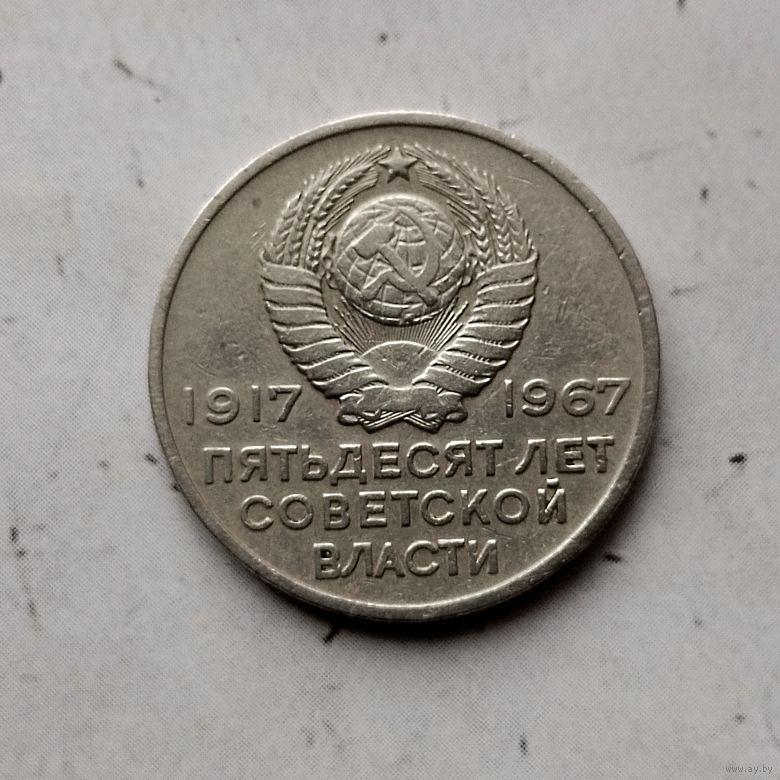 1917 1967
ПЯТЬДЕСЯТ ЛЕТ
СОВЕТСКОЙ
ВЛАСТИ
www.ay.by